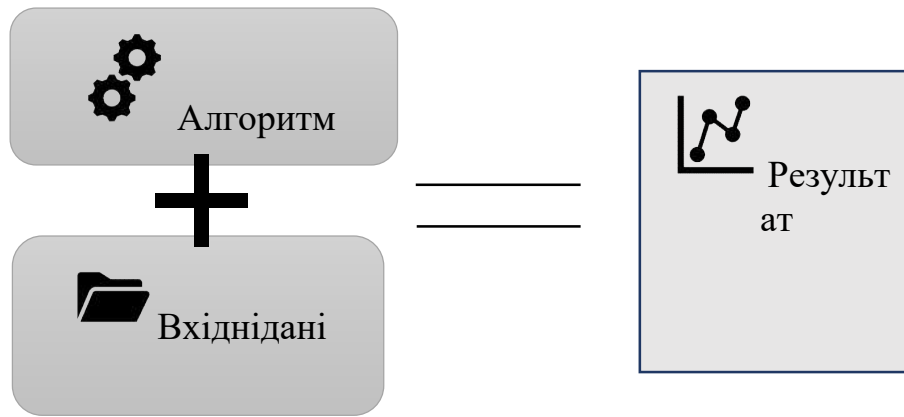 Алгоритм
Вхіднідані
Результ
ат